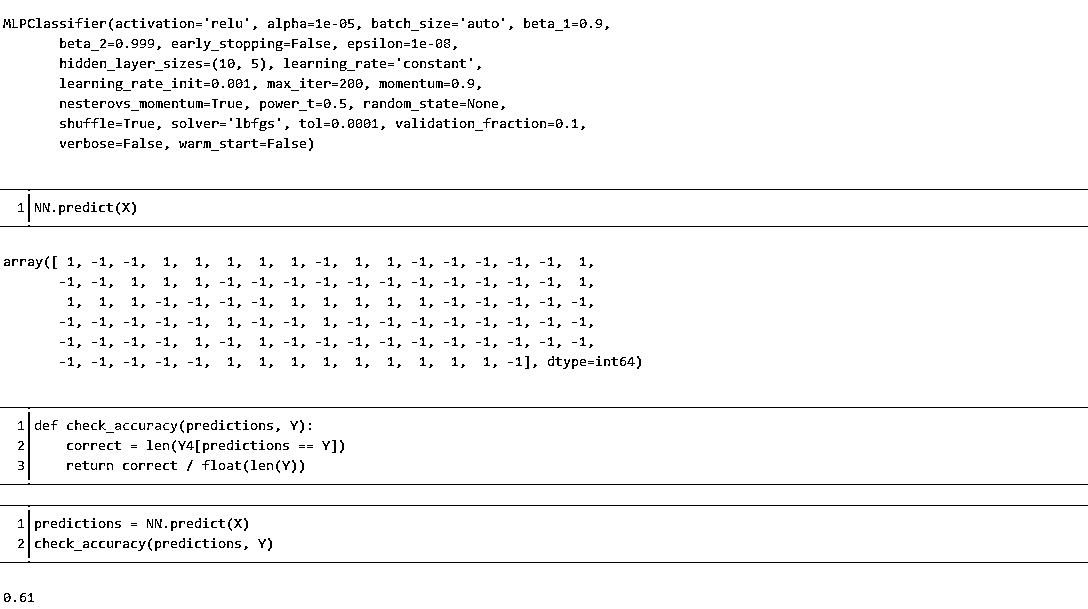 MLPClassifier(activation='relu', alpha=1e-05, batch_size='auto', beta_1=0.9,
       beta_2=0.999, early_stopping=False, epsilon=1e-08,
       hidden_layer_sizes=(10, 5), learning_rate='constant',
       learning_rate_init=0.001, max_iter=200, momentum=0.9,
       nesterovs_momentum=True, power_t=0.5, random_state=None,
       shuffle=True, solver='lbfgs', tol=0.0001, validation_fraction=0.1,
       verbose=False, warm_start=False)
1 NN.predict(X)
array([ 1, -1, -1,  1,  1,  1,  1,  1, -1,  1,  1, -1, -1, -1, -1, -1,  1,
       -1, -1,  1,  1,  1, -1, -1, -1, -1, -1, -1, -1, -1, -1, -1,  1,
        1,  1,  1, -1, -1, -1, -1,  1,  1,  1,  1,  1, -1, -1, -1, -1,
       -1, -1, -1, -1, -1,  1, -1, -1,  1, -1, -1, -1, -1, -1, -1, -1,
       -1, -1, -1, -1,  1, -1,  1, -1, -1, -1, -1, -1, -1, -1, -1, -1,
       -1, -1, -1, -1, -1,  1,  1,  1,  1,  1,  1,  1,  1,  1, -1], dtype=int64)
1 def check_accuracy(predictions, Y):
2     correct = len(Y4[predictions == Y])
3     return correct / float(len(Y))
1 predictions = NN.predict(X)
2 check_accuracy(predictions, Y)
0.61